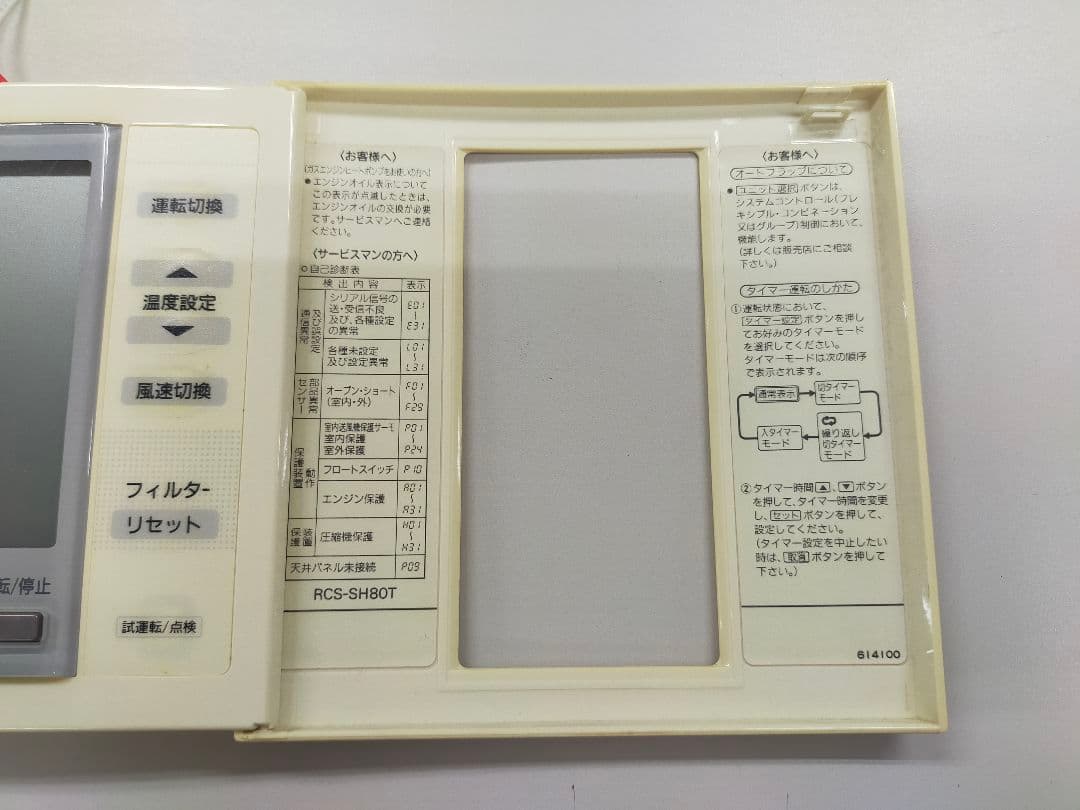 運転切換
温度設定
風速切換
フィルター
リセット
転/停止
試運転/点検
〈お客様へ〉
(ガスエンジンヒートポンプをお使いの方へ)
●エンジンオイル表示について
この表示が点滅したときは、
エンジンオイルの交換が必要
です。サービスマンへご連絡
ください。
〈サービスマンの方へ〉
○自己診断表
検出内容 表示
通信異常及び誤設定
シリアル信号の
送・受信不良
及び、各種設定
の異常
E01
~
E31
各種未設定
及び設定異常
L01
~
L31
センサー部品異常
オープン・ショート
(室内・外)
F01
~
F29
保護装置動作
室内送風機保護サーモ
室内保護
室外保護
P01
~
P24
フロートスイッチ P10
エンジン保護
A01
~
A31
保護装置
圧縮機保護
H01
~
H31
天井パネル未接続 P09
RCS-SH80T
〈お客様へ〉
オートフラップについて
●ユニット選択ボタンは、
システムコントロール(フレ
キシブル・コンビネーション
又はグループ)制御において、
機能します。
(詳しくは販売店にご相談
下さい。)
タイマー運転のしかた
①運転状態において、
タイマー設定ボタンを押し
てお好みのタイマーモード
を選択してください。
タイマーモードは次の順序
で表示されます。
通常表示
切タイマー
モード
入タイマー
モード
繰り返し
切タイマー
モード
②タイマー時間▲、▼ボタン
を押して、タイマー時間を変更
し、セットボタンを押して、
設定してください。
(タイマー設定を中止したい
時は、取消ボタンを押して
下さい。)
614100